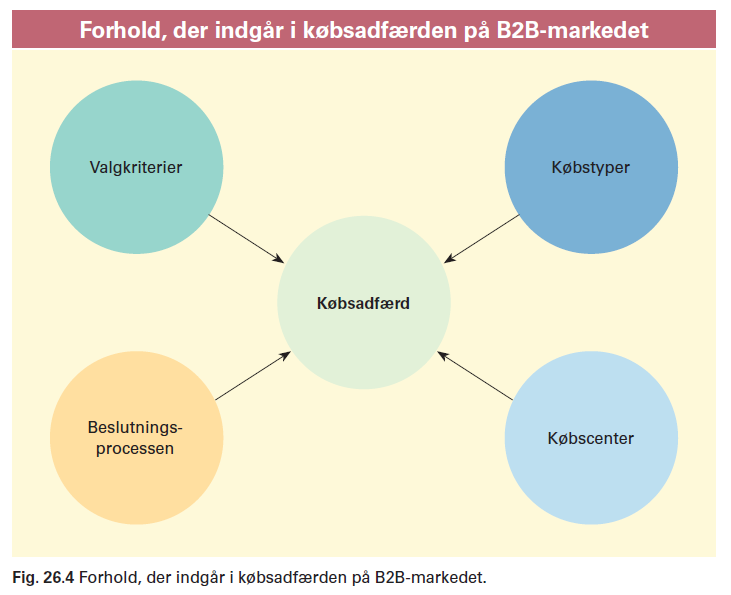 Forhold, der indgår i købsadfærden på B2B-markedet
Valgkriterier
Købstyper
Købsadfærd
Beslutnings-
processen
Købscenter
Fig. 26.4 Forhold, der indgår i købsadfærden på B2B-markedet.